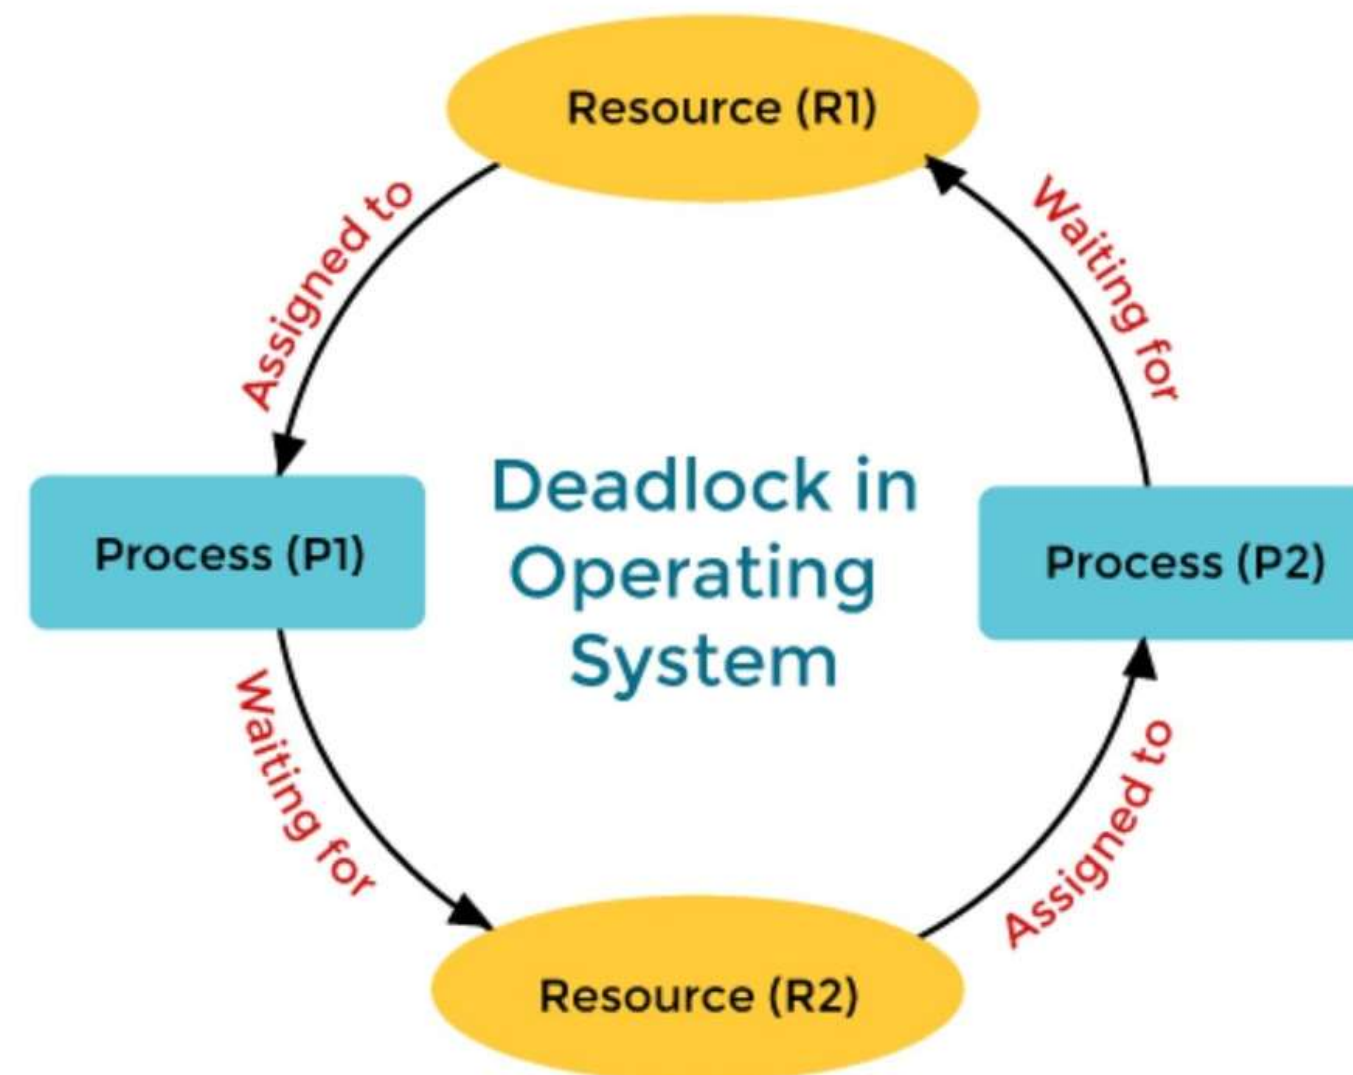 Resource (R1)
Assigned to
Waiting for
Process (P1)
Deadlock in
Operating
System
Process (P2)
Waiting for
Assigned to
Resource (R2)